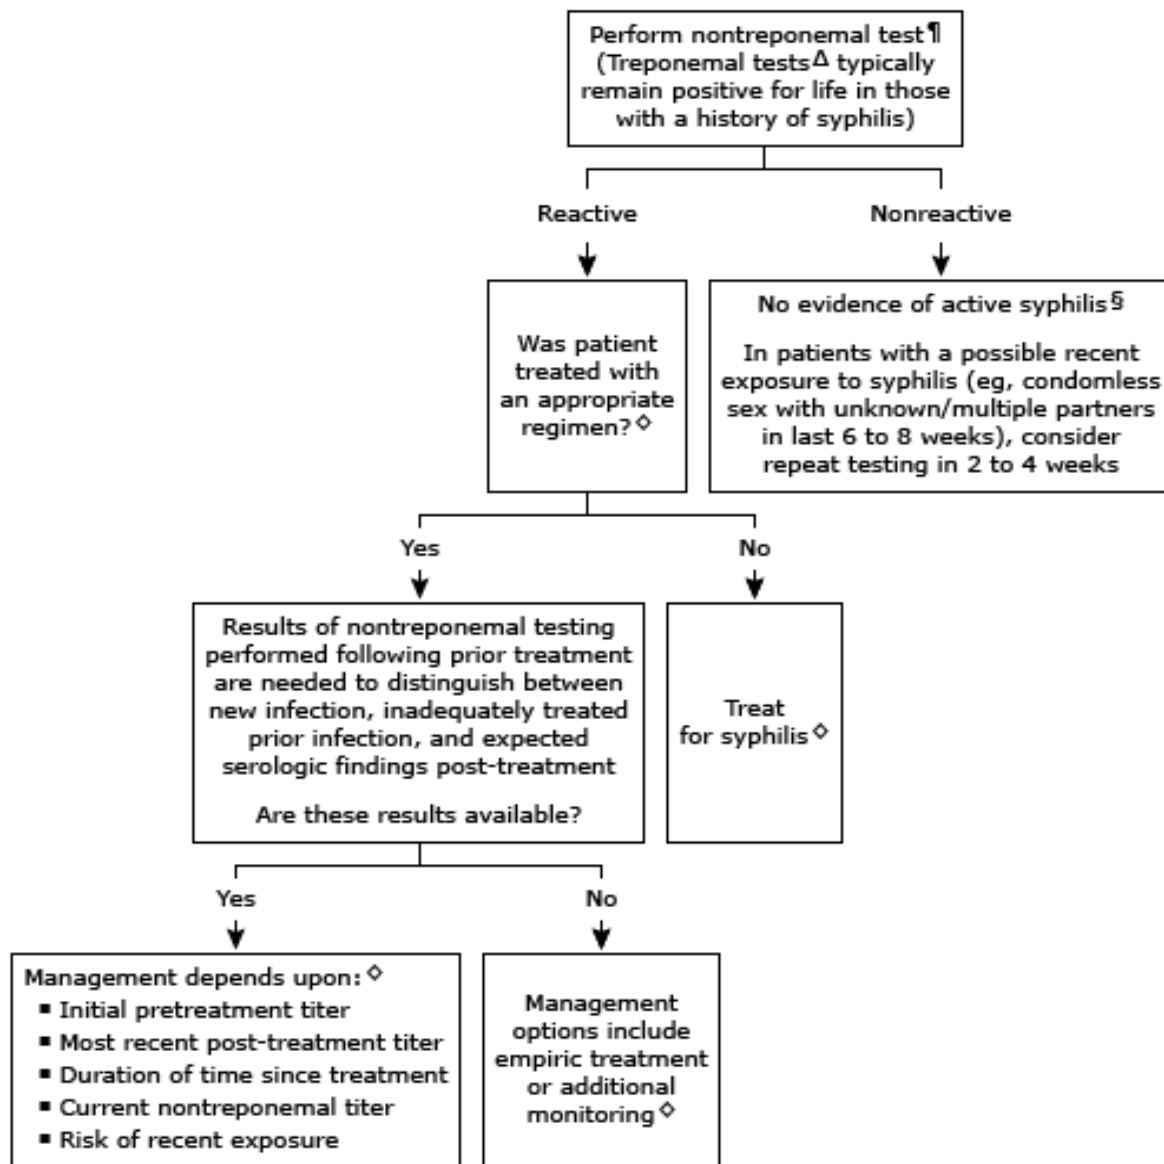 Perform nontreponemal test¶
(Treponemal testsΔ typically
remain positive for life in those
with a history of syphilis)
Reactive
Nonreactive
Was patient
treated with
an appropriate
regimen?◇
No evidence of active syphilis§
In patients with a possible recent
exposure to syphilis (eg, condomless
sex with unknown/multiple partners
in last 6 to 8 weeks), consider
repeat testing in 2 to 4 weeks
Yes
No
Results of nontreponemal testing
performed following prior treatment
are needed to distinguish between
new infection, inadequately treated
prior infection, and expected
serologic findings post-treatment
Are these results available?
Treat
for syphilis◇
Yes
No
Management depends upon:◇
▪ Initial pretreatment titer
▪ Most recent post-treatment titer
▪ Duration of time since treatment
▪ Current nontreponemal titer
▪ Risk of recent exposure
Management
options include
empiric treatment
or additional
monitoring◇